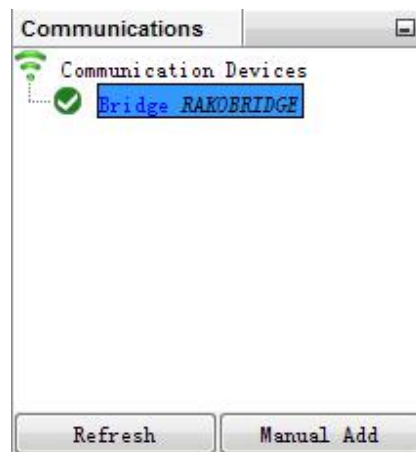 Communications
Communication Devices
Bridge RAKOBRIDGE
Refresh Manual Add